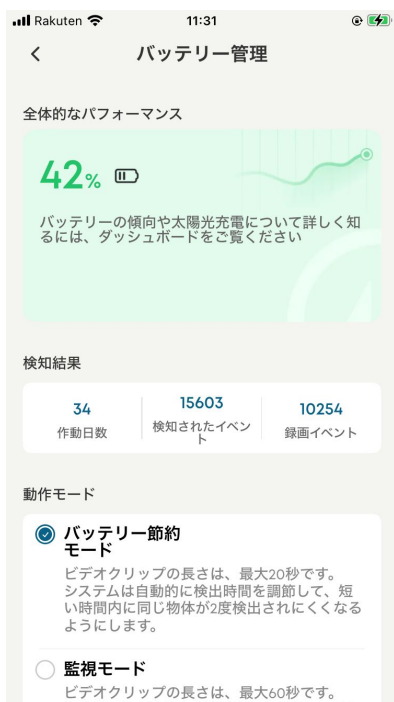 Rakuten 11:31
バッテリー管理
全体的なパフォーマンス
42%
バッテリーの傾向や太陽光充電について詳しく知
るには、ダッシュボードをご覧ください
検知結果
34 15603 10254
作動日数 検知されたイベン 録画イベント
ト
動作モード
バッテリー節約
モード
ビデオクリップの長さは、最大20秒です。
システムは自動的に検出時間を調節して、短
い時間内に同じ物体が2度検出されにくくなる
ようにします。
監視モード
ビデオクリップの長さは、最大60秒です。